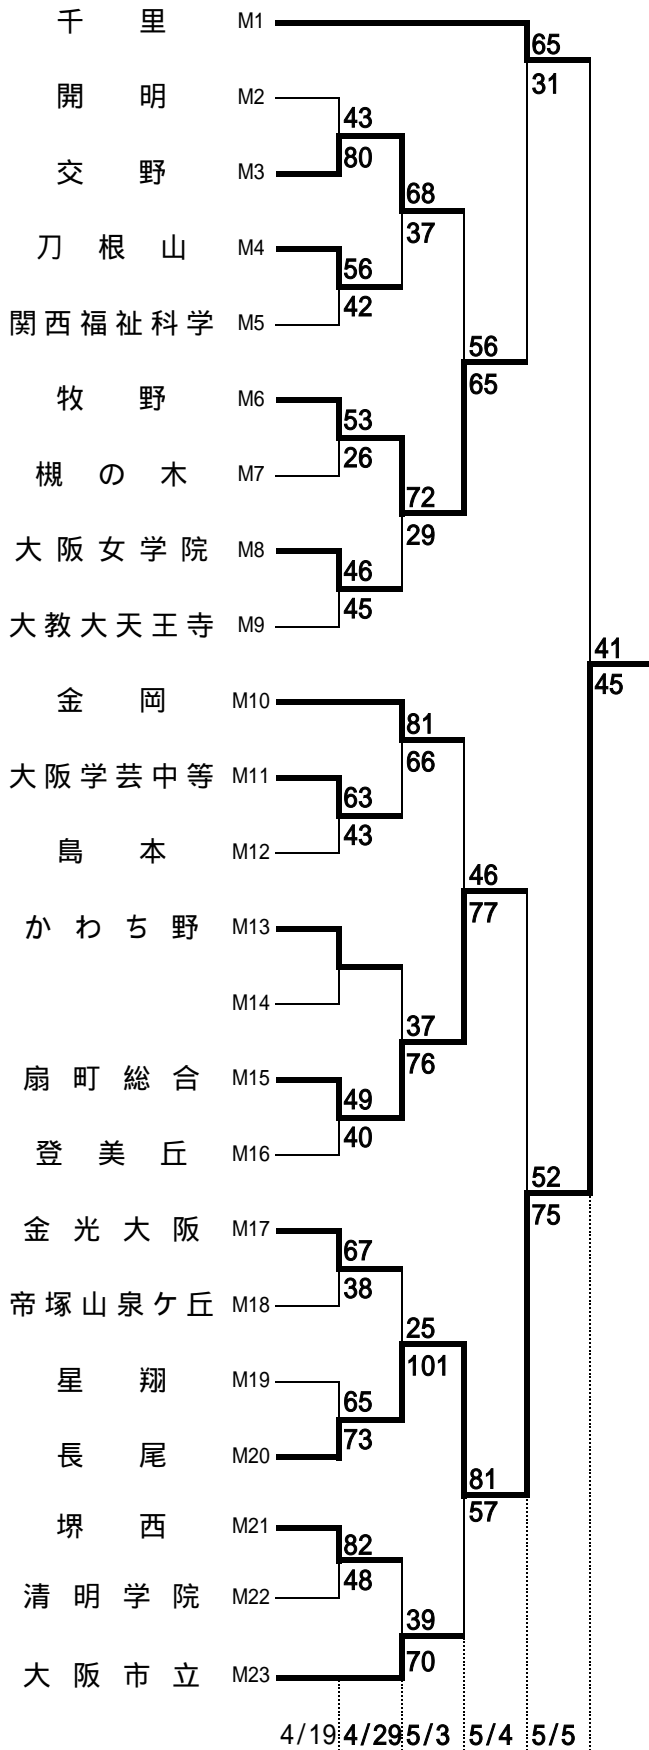 千里 M1
65
31
開明 M2
43
80
交野 M3
68
37
刀根山 M4
56
42
関西福祉科学 M5
56
65
牧野 M6
53
26
槻の木 M7
72
29
大阪女学院 M8
46
45
大教大天王寺 M9
41
45
金岡 M10
81
66
大阪学芸中等 M11
63
43
島本 M12
46
77
かわち野 M13
M14
37
76
扇町総合 M15
49
40
登美丘 M16
52
75
金光大阪 M17
67
38
帝塚山泉ケ丘 M18
25
101
星翔 M19
65
73
長尾 M20
81
57
堺西 M21
82
48
清明学院 M22
39
70
大阪市立 M23
4/19 4/29 5/3 5/4 5/5